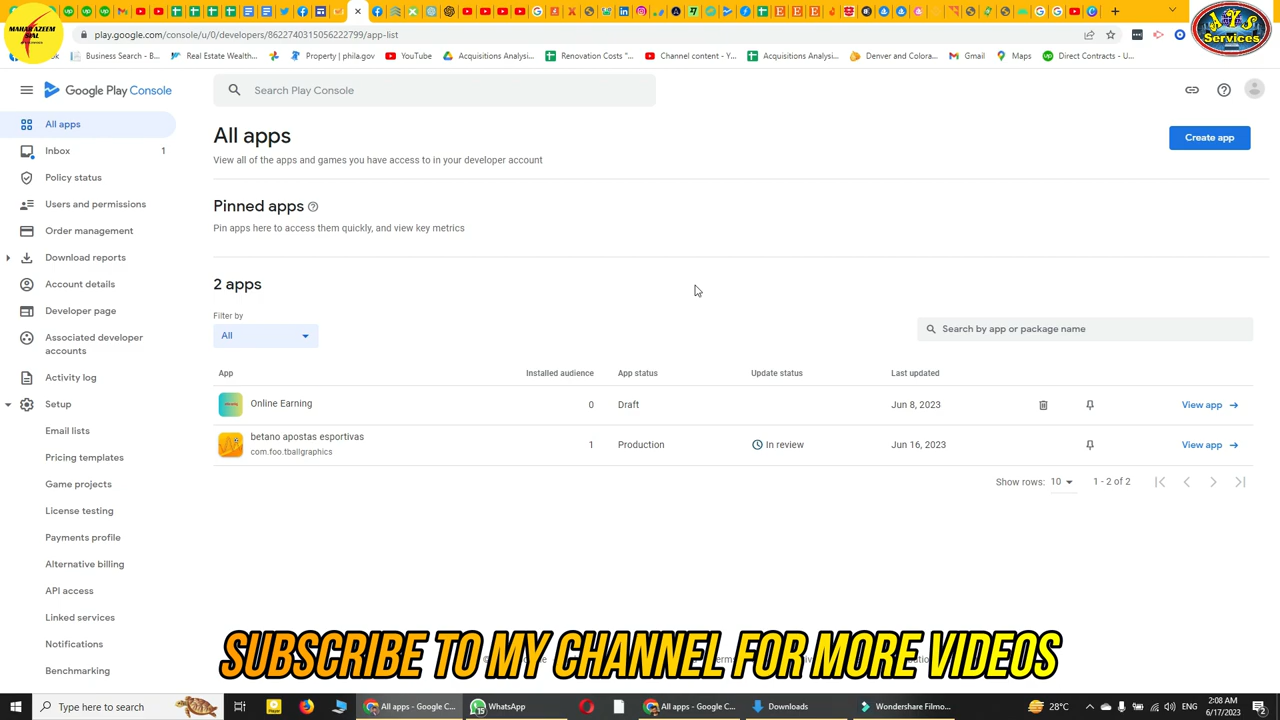 play.google.com/console/u/0/developers/8622740315056222799/app-list
Business Search - B...
Real Estate Wealth...
Property | phila.gov
YouTube
Acquisitions Analysi...
Renovation Costs "...
Channel content - Y...
Acquisitions Analysi...
Denver and Colora...
Gmail
Maps
Direct Contracts - U...
Services
Google Play Console
Search Play Console
All apps
Inbox 1
Policy status
Users and permissions
Order management
Download reports
Account details
Developer page
Associated developer
accounts
Activity log
Setup
Email lists
Pricing templates
Game projects
License testing
Payments profile
Alternative billing
API access
Linked services
Notifications
Benchmarking
All apps
Create app
View all of the apps and games you have access to in your developer account
Pinned apps
Pin apps here to access them quickly, and view key metrics
2 apps
Filter by
All
Search by app or package name
App Installed audience App status Update status Last updated
Online Earning 0 Draft Jun 8, 2023 View app
betano apostas esportivas 1 Production In review Jun 16, 2023 View app
com.foo.tballgraphics
Show rows: 10 1 - 2 of 2
SUBSCRIBE TO MY CHANNEL FOR MORE VIDEOS
Type here to search
All apps - Google C...
15
WhatsApp
All apps - Google C...
Downloads
Wondershare Filmo...
28°C
ENG
2:08 AM
6/17/2023
2